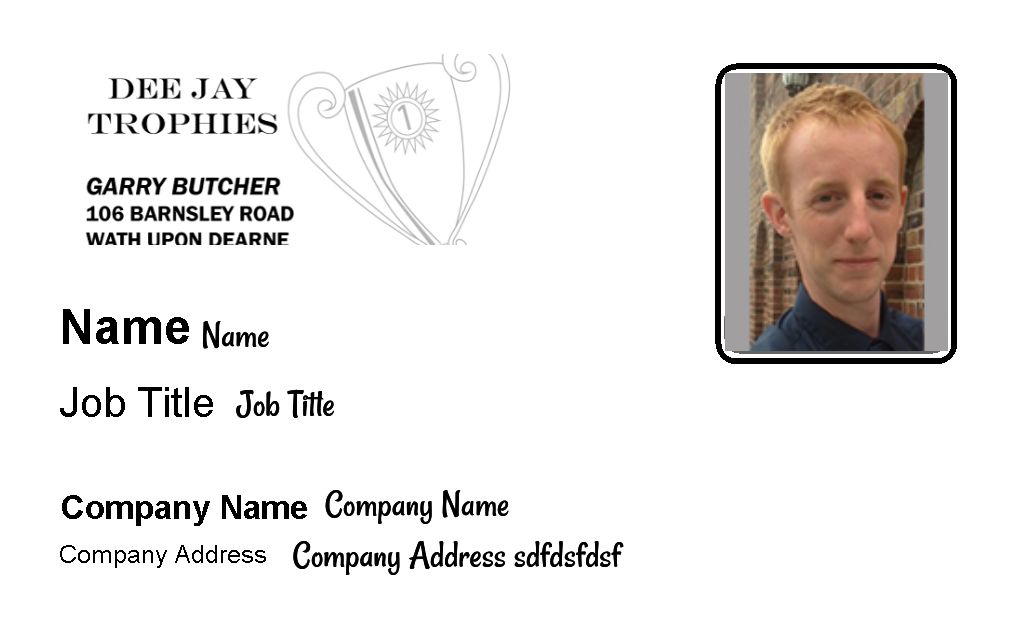 DEE JAY
TROPHIES
1
GARRY BUTCHER
106 BARNSLEY ROAD
WATH UPON DEARNE
Name Name
Job Title Job Title
Company Name Company Name
Company Address Company Address sdfdsfdsf